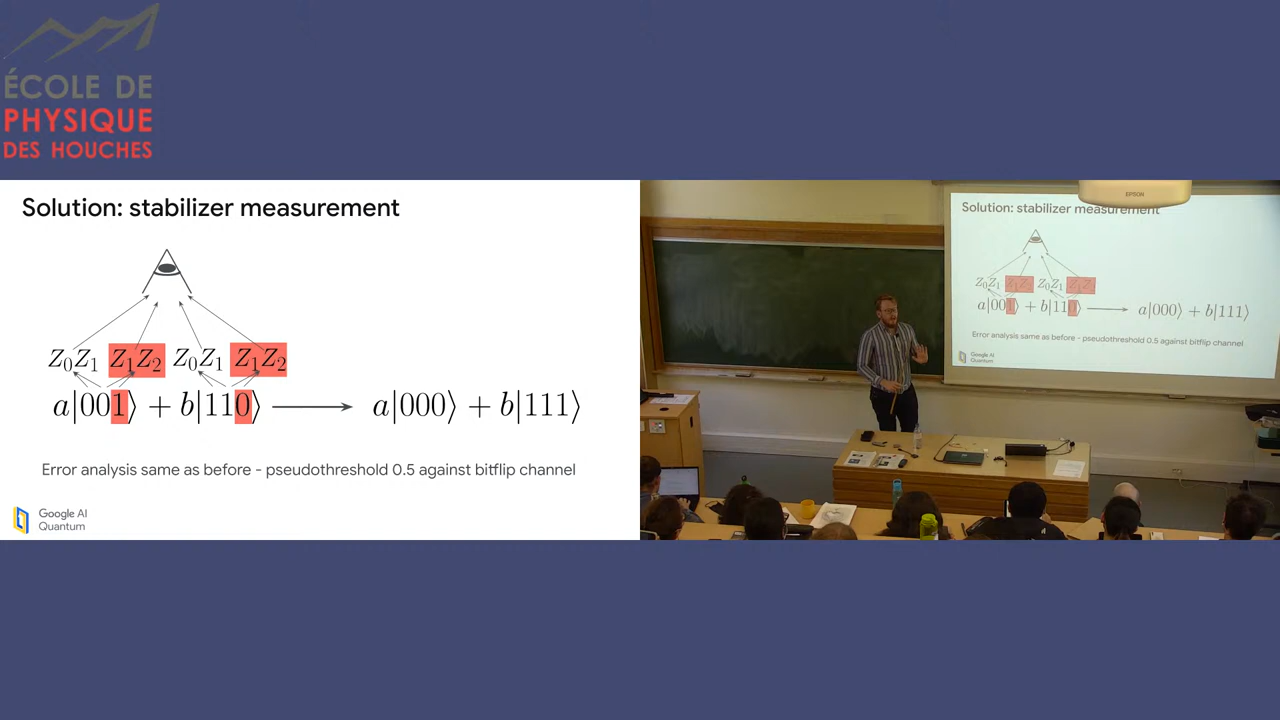 ÉCOLE DE
PHYSIQUE
DES HOUCHES
Solution: stabilizer measurement
Z₀Z₁ Z₁Z₂ Z₀Z₁ Z₁Z₂
a|001⟩ + b|110⟩ ⟶ a|000⟩ + b|111⟩
Error analysis same as before - pseudothreshold 0.5 against bitflip channel
Google AI
Quantum
EPSON
Solution: stabilizer measurement
Z₀Z₁ Z₁Z₂ Z₀Z₁ Z₁Z₂
a|001⟩ + b|110⟩ ⟶ a|000⟩ + b|111⟩
Error analysis same as before - pseudothreshold 0.5 against bitflip channel
Google AI
Quantum